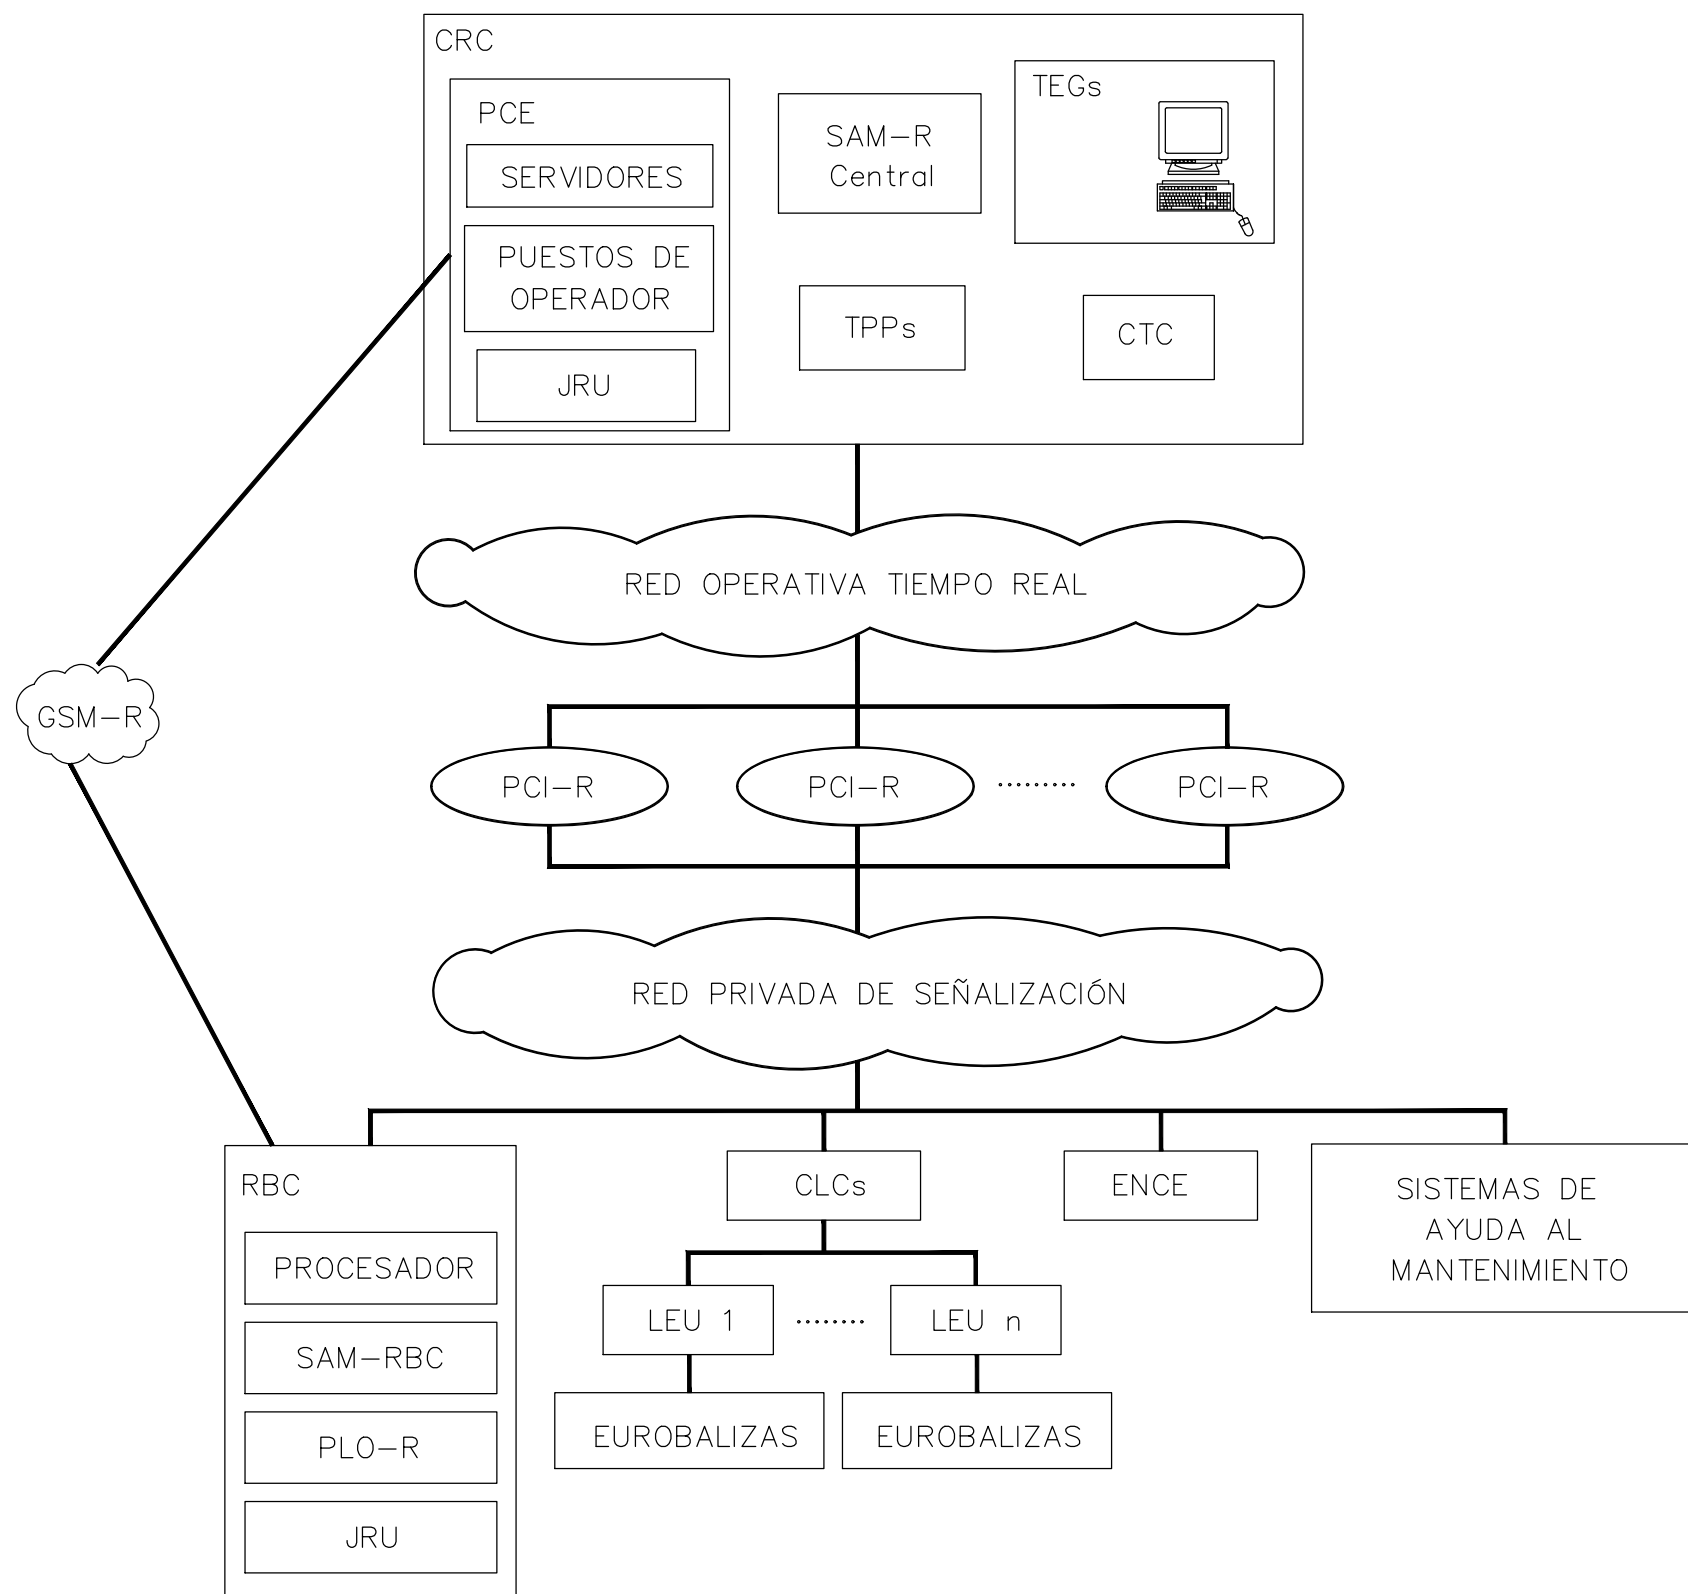 CRC
PCE
SERVIDORES
PUESTOS DE
OPERADOR
JRU
SAM-R
Central
TEGs
TPPs
CTC
RED OPERATIVA TIEMPO REAL
GSM-R
PCI-R
PCI-R
.........
PCI-R
RED PRIVADA DE SEÑALIZACIÓN
RBC
PROCESADOR
SAM-RBC
PLO-R
JRU
CLCs
LEU 1
........
LEU n
EUROBALIZAS
EUROBALIZAS
ENCE
SISTEMAS DE
AYUDA AL
MANTENIMIENTO